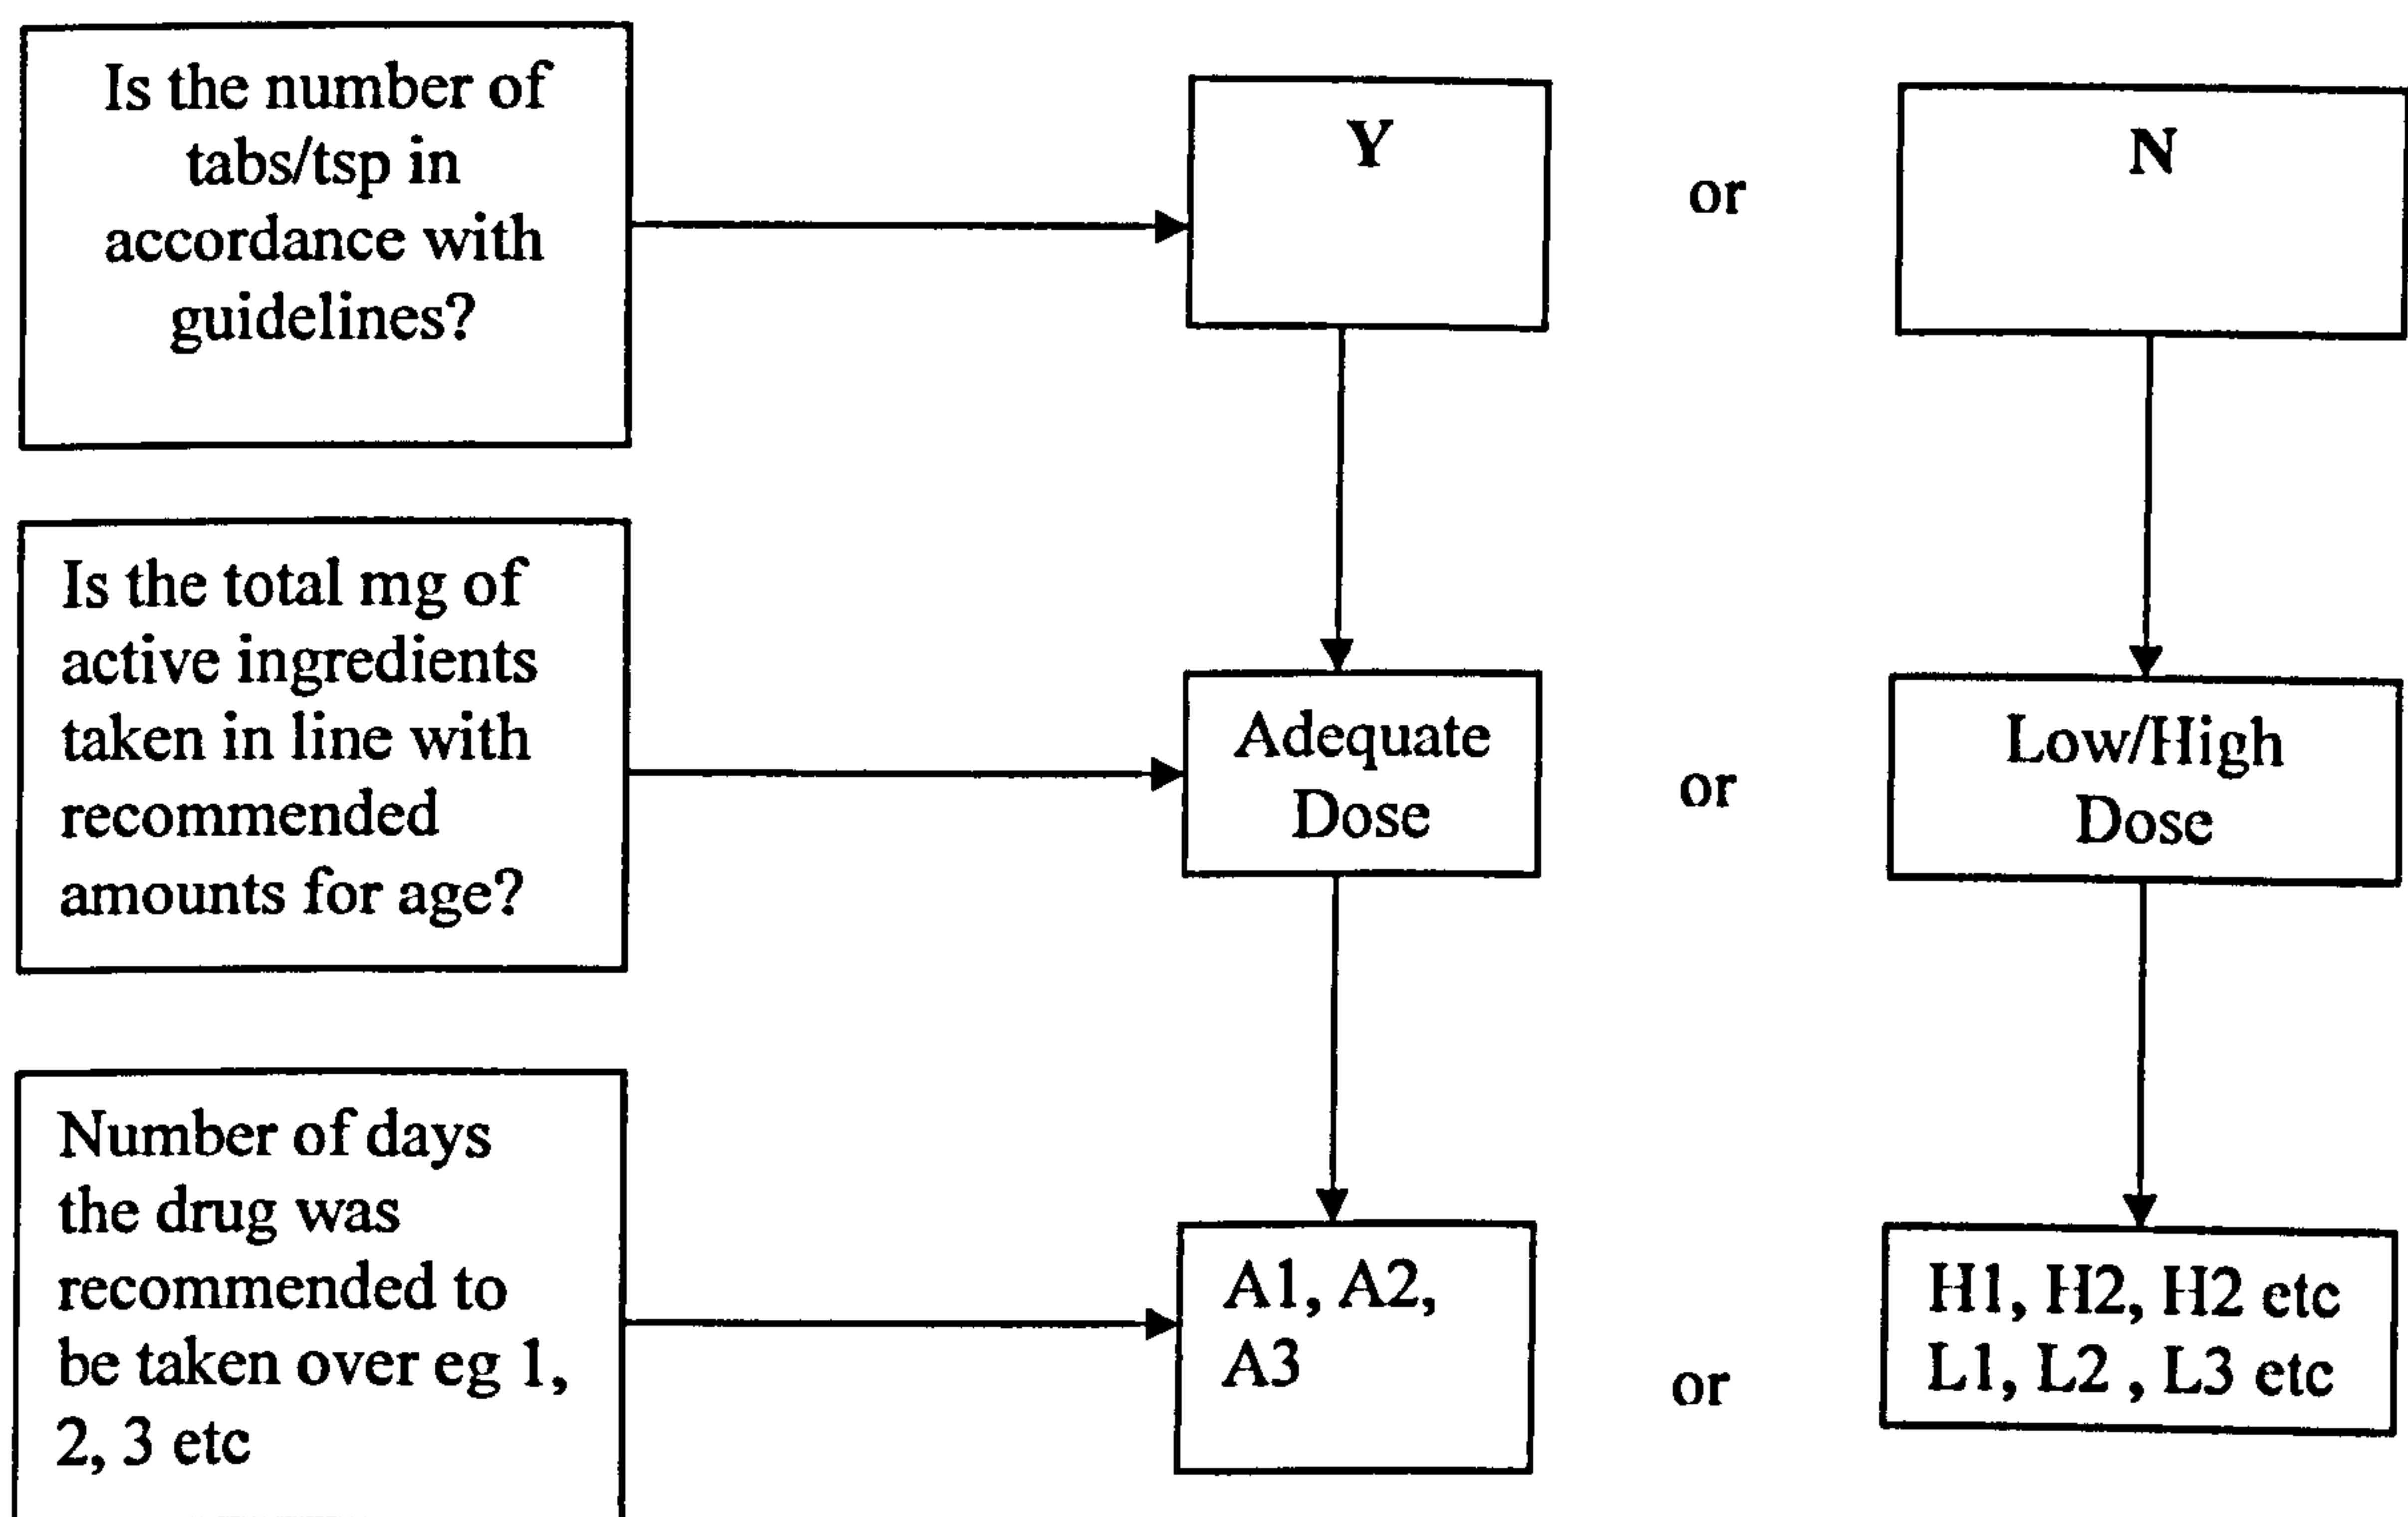 Is the number of
tabs/tsp in
accordance with
guidelines?
Y
or
N
Is the total mg of
active ingredients
taken in line with
recommended
amounts for age?
Adequate
Dose
or
Low/High
Dose
Number of days
the drug was
recommended to
be taken over eg 1,
2, 3 etc
A1, A2,
A3
or
H1, H2, H2 etc
L1, L2 , L3 etc